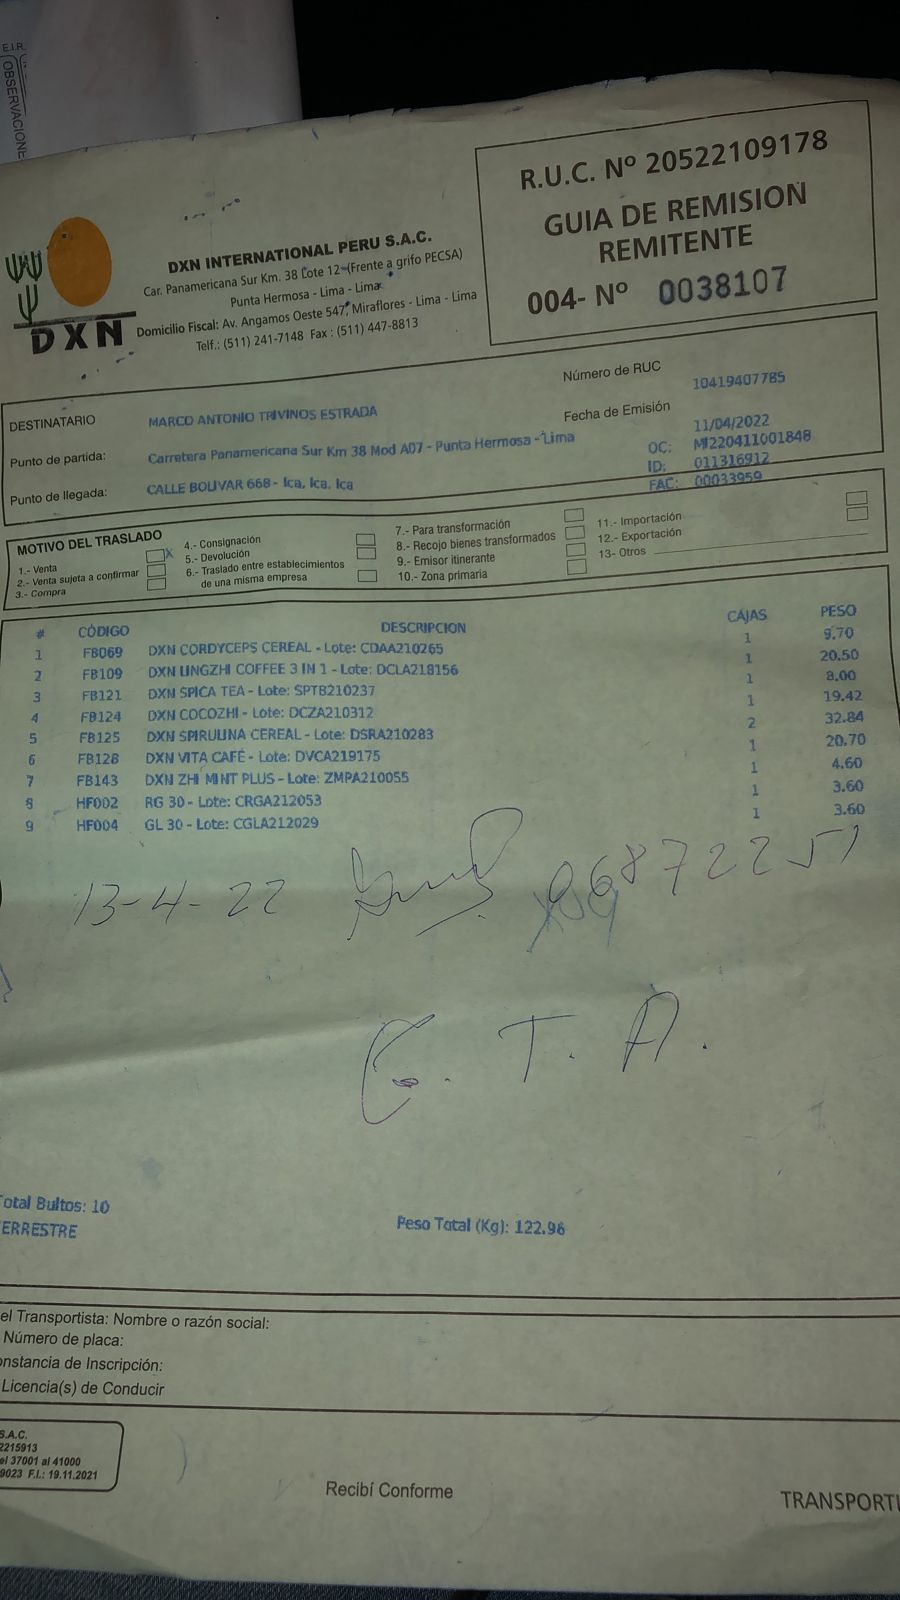 E.I.R.
OBSERVACIONE
R.U.C. Nº 20522109178
GUIA DE REMISION
REMITENTE
004- Nº 0038107
DXN
DXN INTERNATIONAL PERU S.A.C.
Car. Panamericana Sur Km. 38 Lote 12 (Frente a grifo PECSA)
Punta Hermosa - Lima - Lima
Domicilio Fiscal: Av. Angamos Oeste 547, Miraflores - Lima - Lima
Telf.: (511) 241-7148 Fax : (511) 447-8813
DESTINATARIO MARCO ANTONIO TRIVINOS ESTRADA Número de RUC 10419407785
Fecha de Emisión 11/04/2022
Punto de partida: Carretera Panamericana Sur Km 38 Mod A07 - Punta Hermosa - Lima OC: MI220411001848
ID: 011316912
Punto de llegada: CALLE BOLIVAR 668 - Ica, Ica, Ica FAC: 00033959
MOTIVO DEL TRASLADO
1.- Venta X
2.- Venta sujeta a confirmar
3.- Compra
4.- Consignación
5.- Devolución
6.- Traslado entre establecimientos
de una misma empresa
7.- Para transformación
8.- Recojo bienes transformados
9.- Emisor itinerante
10.- Zona primaria
11.- Importación
12.- Exportación
13- Otros
# CÓDIGO DESCRIPCION CAJAS PESO
1 FB069 DXN CORDYCEPS CEREAL - Lote: CDAA210265 1 9.70
2 FB109 DXN LINGZHI COFFEE 3 IN 1 - Lote: DCLA218156 1 20.50
3 FB121 DXN SPICA TEA - Lote: SPTB210237 1 8.00
4 FB124 DXN COCOZHI - Lote: DCZA210312 1 19.42
5 FB125 DXN SPIRULINA CEREAL - Lote: DSRA210283 2 32.84
6 FB128 DXN VITA CAFÉ - Lote: DVCA219175 1 20.70
7 FB143 DXN ZHI MINT PLUS - Lote: ZMPA210055 1 4.60
8 HF002 RG 30 - Lote: CRGA212053 1 3.60
9 HF004 GL 30 - Lote: CGLA212029 1 3.60
13-4-22 06872251
G. T. A.
Total Bultos: 10
ERRESTRE
Peso Total (Kg): 122.96
el Transportista: Nombre o razón social:
Número de placa:
onstancia de Inscripción:
Licencia(s) de Conducir
S.A.C.
2215913
el 37001 al 41000
9023 F.I.: 19.11.2021
Recibí Conforme
TRANSPORTI